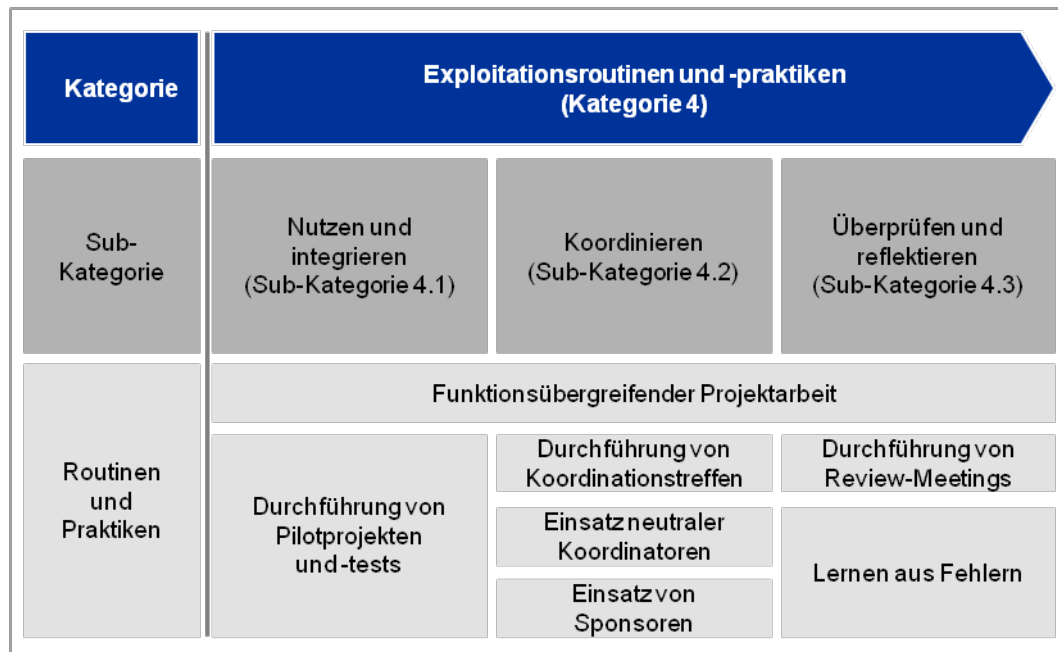 Kategorie
Exploitationsroutinen und -praktiken
(Kategorie 4)
Sub-
Kategorie
Nutzen und
integrieren
(Sub-Kategorie 4.1)
Koordinieren
(Sub-Kategorie 4.2)
Überprüfen und
reflektieren
(Sub-Kategorie 4.3)
Routinen
und
Praktiken
Funktionsübergreifender Projektarbeit
Durchführung von
Pilotprojekten
und -tests
Durchführung von
Koordinationstreffen
Einsatz neutraler
Koordinatoren
Einsatz von
Sponsoren
Durchführung von
Review-Meetings
Lernen aus Fehlern